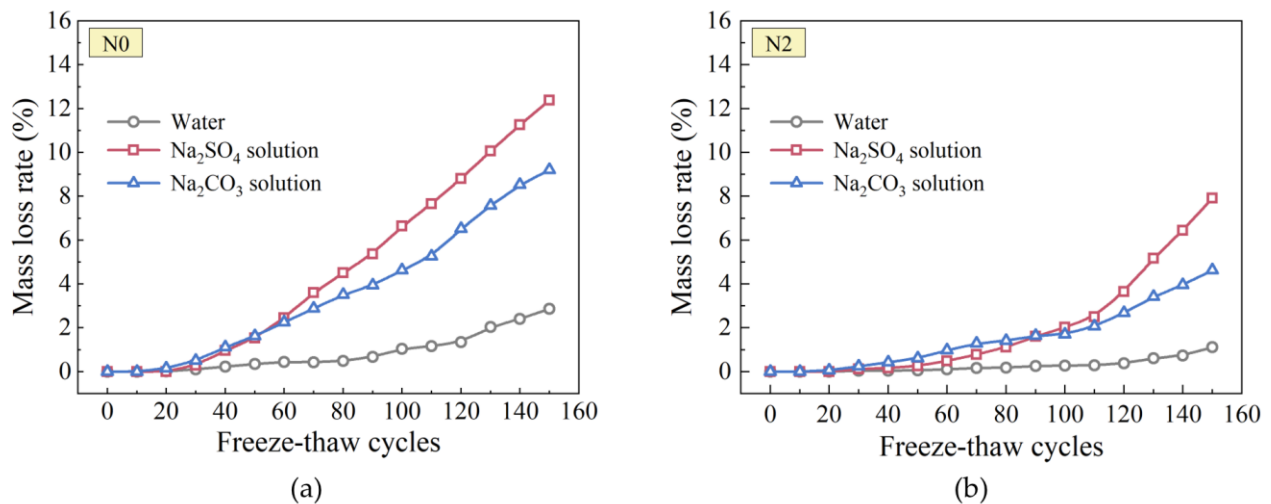 N0
Mass loss rate (%)
16
14
12
10
8
6
4
2
0
Water
Na₂SO₄ solution
Na₂CO₃ solution
0 20 40 60 80 100 120 140 160
Freeze-thaw cycles
(a)
N2
Mass loss rate (%)
16
14
12
10
8
6
4
2
0
Water
Na₂SO₄ solution
Na₂CO₃ solution
0 20 40 60 80 100 120 140 160
Freeze-thaw cycles
(b)